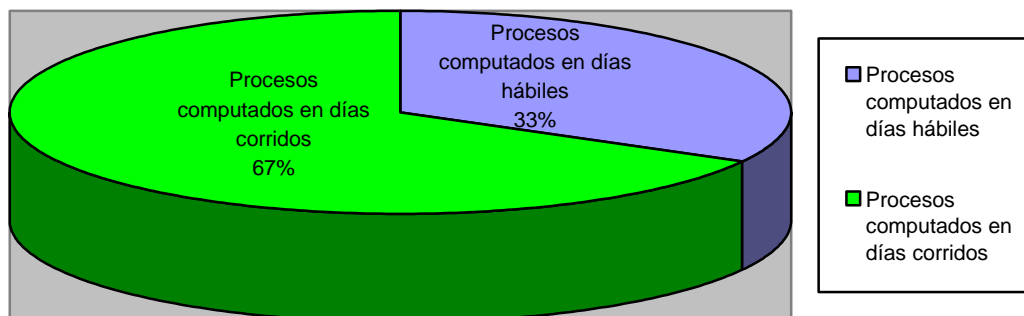 Procesos
computados en días
hábiles
33%
Procesos
computados en días
corridos
67%
Procesos
computados en
días hábiles
Procesos
computados en
días corridos